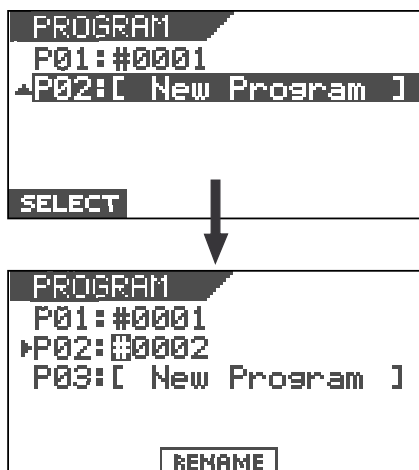 PROGRAM
P01:#0001
P02:[ New Program ]
SELECT
PROGRAM
P01:#0001
P02:#0002
P03:[ New Program ]
RENAME